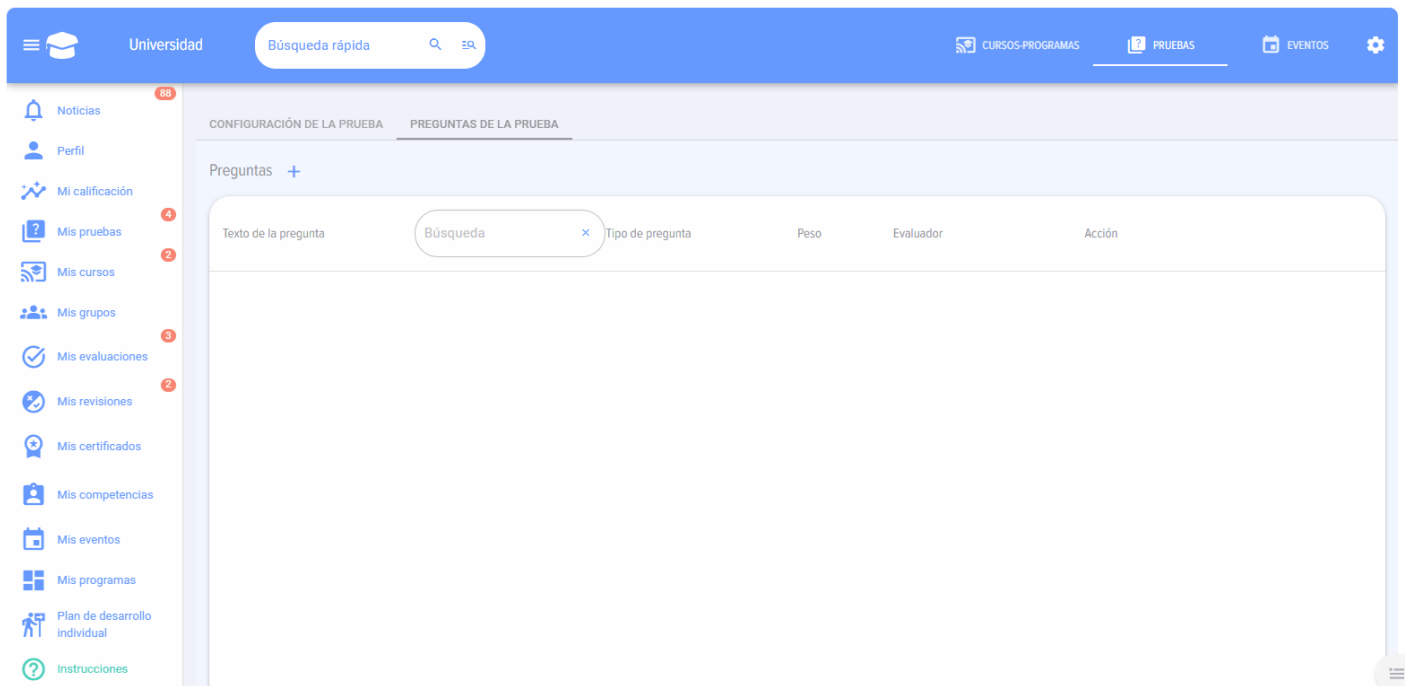 Universidad
Búsqueda rápida
CURSOS-PROGRAMAS
PRUEBAS
EVENTOS
88
Noticias
Perfil
Mi calificación
4
Mis pruebas
2
Mis cursos
Mis grupos
3
Mis evaluaciones
2
Mis revisiones
Mis certificados
Mis competencias
Mis eventos
Mis programas
Plan de desarrollo
individual
Instrucciones
CONFIGURACIÓN DE LA PRUEBA
PREGUNTAS DE LA PRUEBA
Preguntas +
Texto de la pregunta
Búsqueda
Tipo de pregunta
Peso
Evaluador
Acción